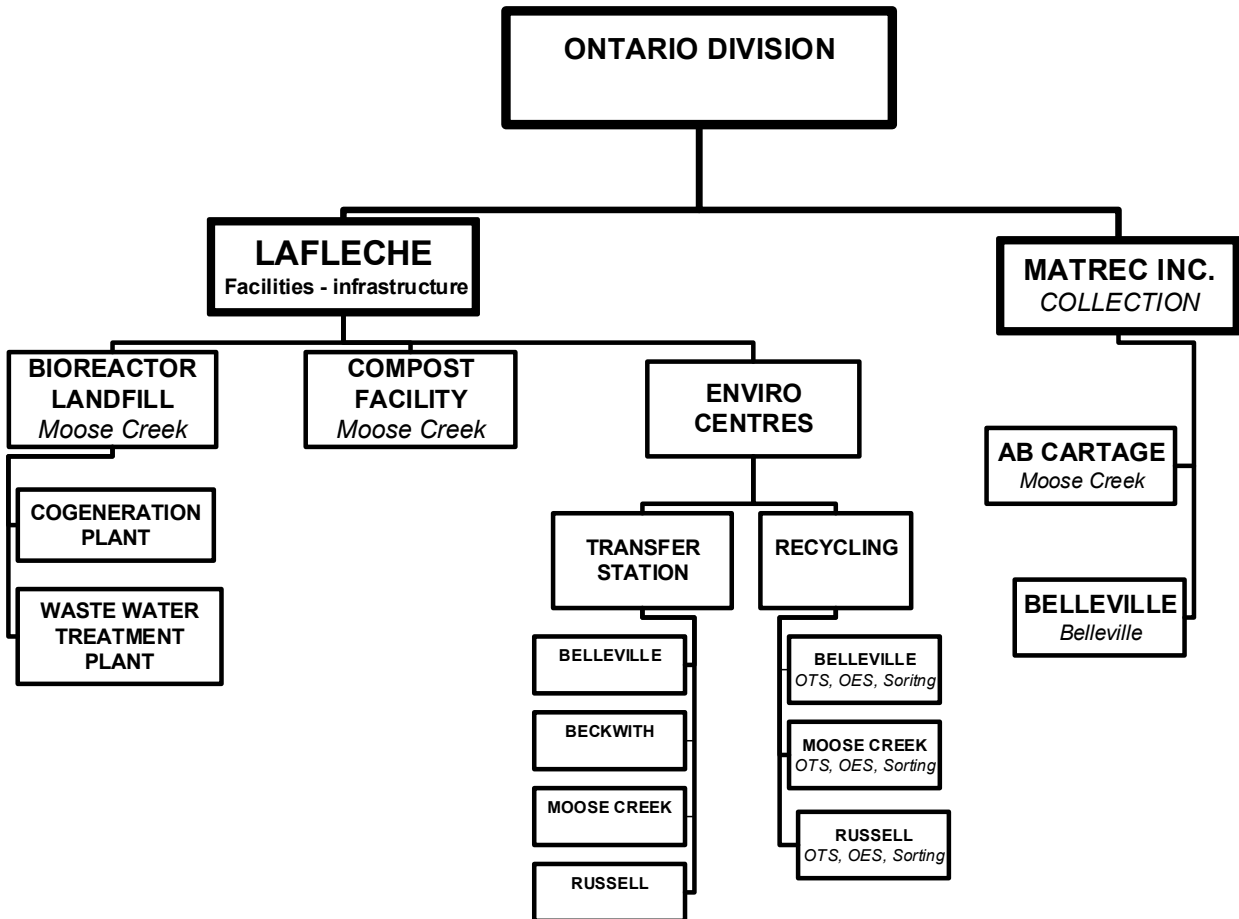 ONTARIO DIVISION
LAFLECHE
Facilities - infrastructure
MATREC INC.
COLLECTION
BIOREACTOR
LANDFILL
Moose Creek
COMPOST
FACILITY
Moose Creek
ENVIRO
CENTRES
AB CARTAGE
Moose Creek
COGENERATION
PLANT
TRANSFER
STATION
RECYCLING
WASTE WATER
TREATMENT
PLANT
BELLEVILLE
Belleville
BELLEVILLE
BECKWITH
MOOSE CREEK
RUSSELL
BELLEVILLE
OTS, OES, Soritng
MOOSE CREEK
OTS, OES, Sorting
RUSSELL
OTS, OES, Sorting